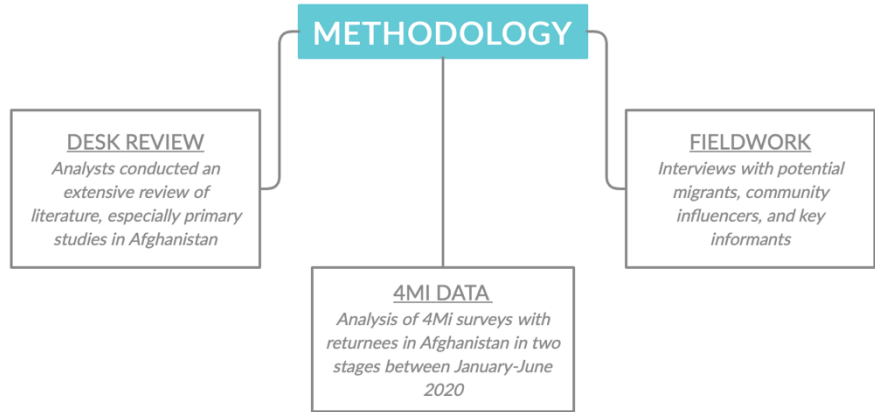 METHODOLOGY
DESK REVIEW
Analysts conducted an
extensive review of
literature, especially primary
studies in Afghanistan
4MI DATA
Analysis of 4Mi surveys with
returnees in Afghanistan in two
stages between January-June
2020
FIELDWORK
Interviews with potential
migrants, community
influencers, and key
informants